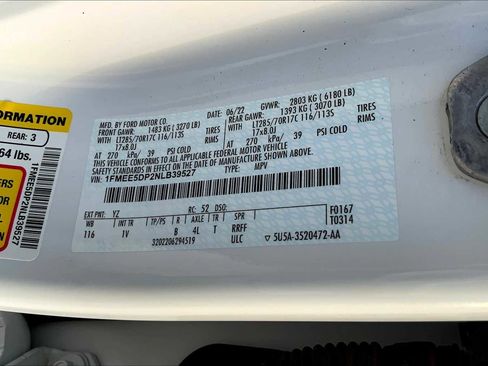 FORMATION
REAR: 3
64 lbs.
ERS
OWN
1FMEE5DP2NLB39527
MFD. BY FORD MOTOR CO.
DATE: 06/22 GVWR: 2803 KG ( 6180 LB)
FRONT GAWR: 1483 KG ( 3270 LB) 1393 KG ( 3070 LB)
LT285/70R17C 116/113S TIRES LT285/70R17C 116/113S TIRES
17x8.0J RIMS 17x8.0J RIMS
AT 270 kPa/ 39 PSI COLD AT 270 kPa/ 39 PSI COLD
THIS VEHICLE CONFORMS TO ALL APPLICABLE FEDERAL MOTOR VEHICLE
SAFETY STANDARDS IN EFFECT ON THE DATE OF MANUFACTURE SHOWN ABOVE.
VIN: 1FMEE5DP2NLB39527 TYPE: MPV
EXT PNT: YZ RC: 52 DSO: F0167
WB INT TR TP/PS R AXLE TR SPR T0314
116 1V B 4L T RRFF
3202206294519 ULC ▽ 5U5A-3520472-AA